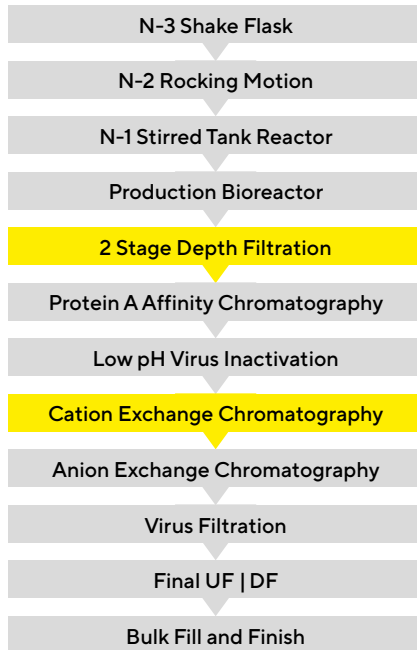 N-3 Shake Flask
N-2 Rocking Motion
N-1 Stirred Tank Reactor
Production Bioreactor
2 Stage Depth Filtration
Protein A Affinity Chromatography
Low pH Virus Inactivation
Cation Exchange Chromatography
Anion Exchange Chromatography
Virus Filtration
Final UF | DF
Bulk Fill and Finish